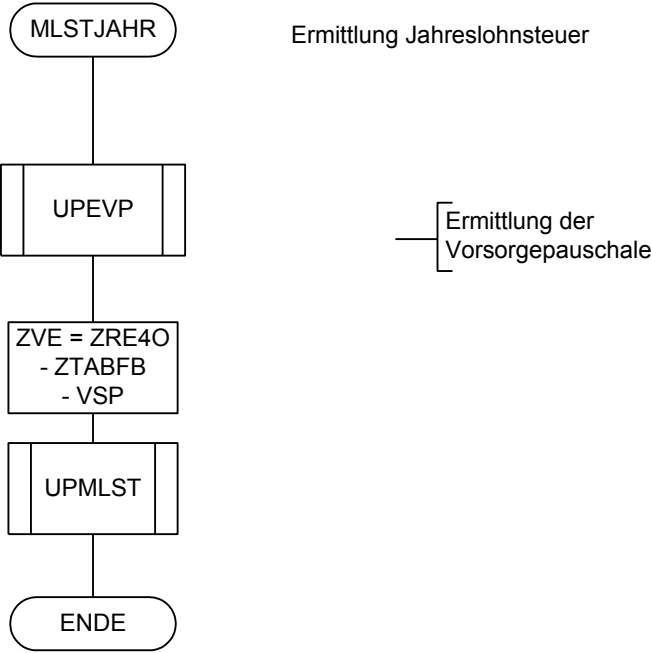 MLSTJAHR
Ermittlung Jahreslohnsteuer
UPEVP
Ermittlung der
Vorsorgepauschale
ZVE = ZRE4O
- ZTABFB
- VSP
UPMLST
ENDE